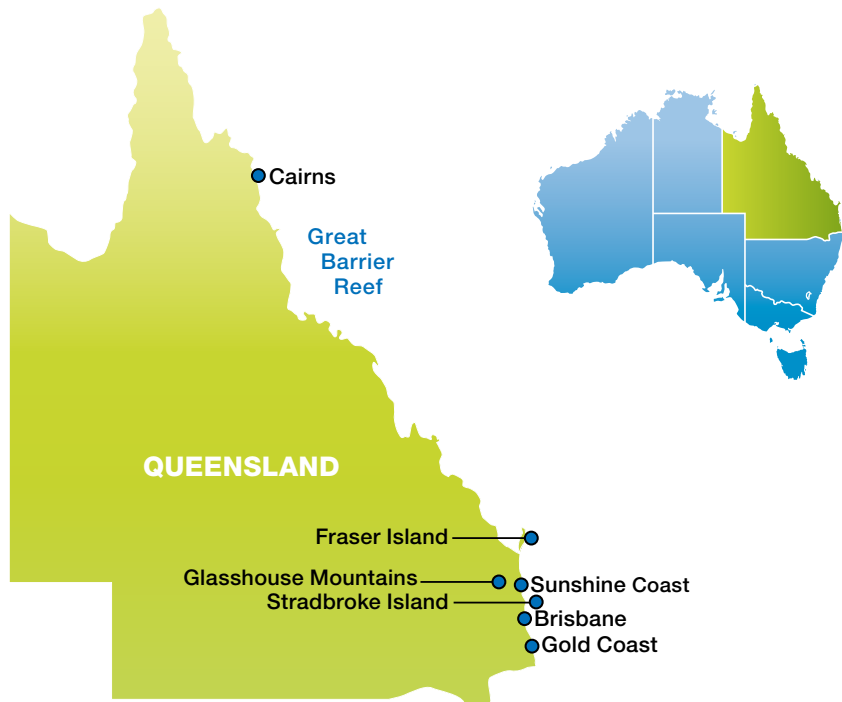 Cairns
Great
Barrier
Reef
QUEENSLAND
Fraser Island
Glasshouse Mountains
Sunshine Coast
Stradbroke Island
Brisbane
Gold Coast